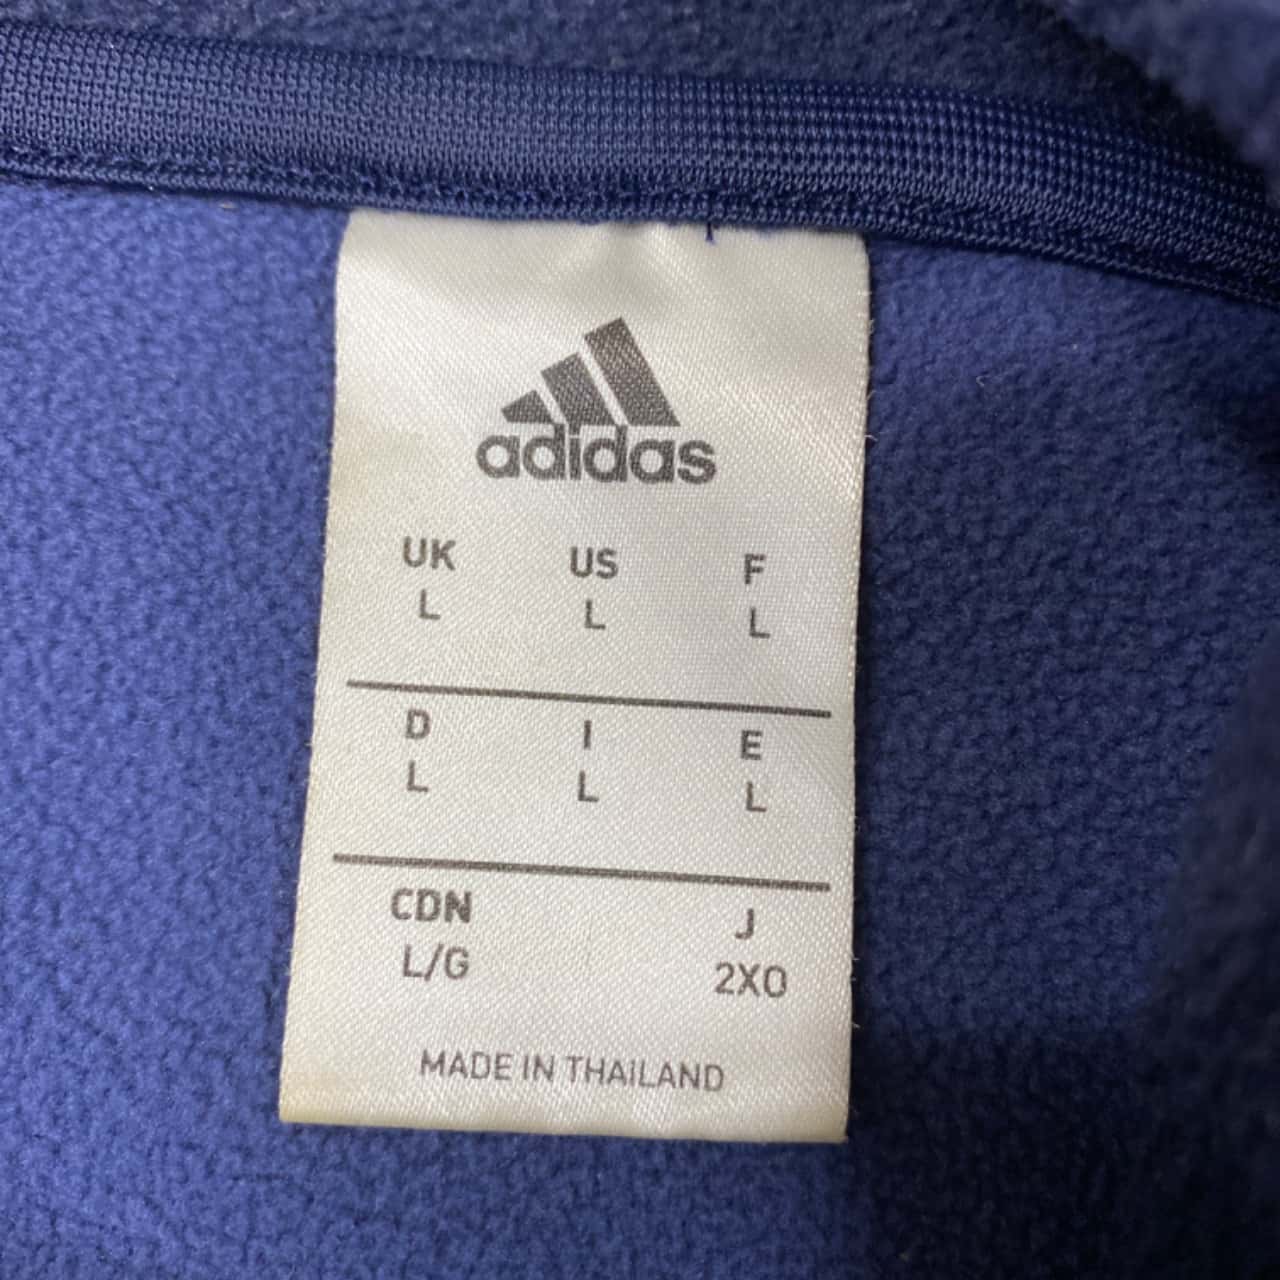 adidas
UK US F
L L L
D I E
L L L
CDN J
L/G 2XO
MADE IN THAILAND